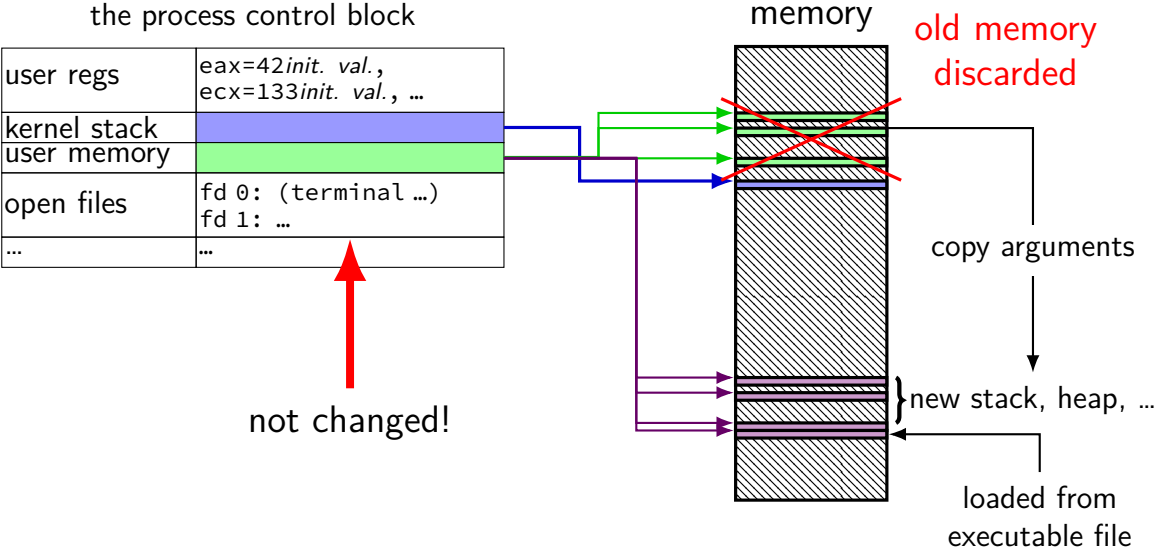 the process control block
user regs
eax=42init. val.,
ecx=133init. val., …
kernel stack
user memory
open files
fd 0: (terminal …)
fd 1: …
…
…
not changed!
memory
old memory
discarded
copy arguments
new stack, heap, …
loaded from
executable file